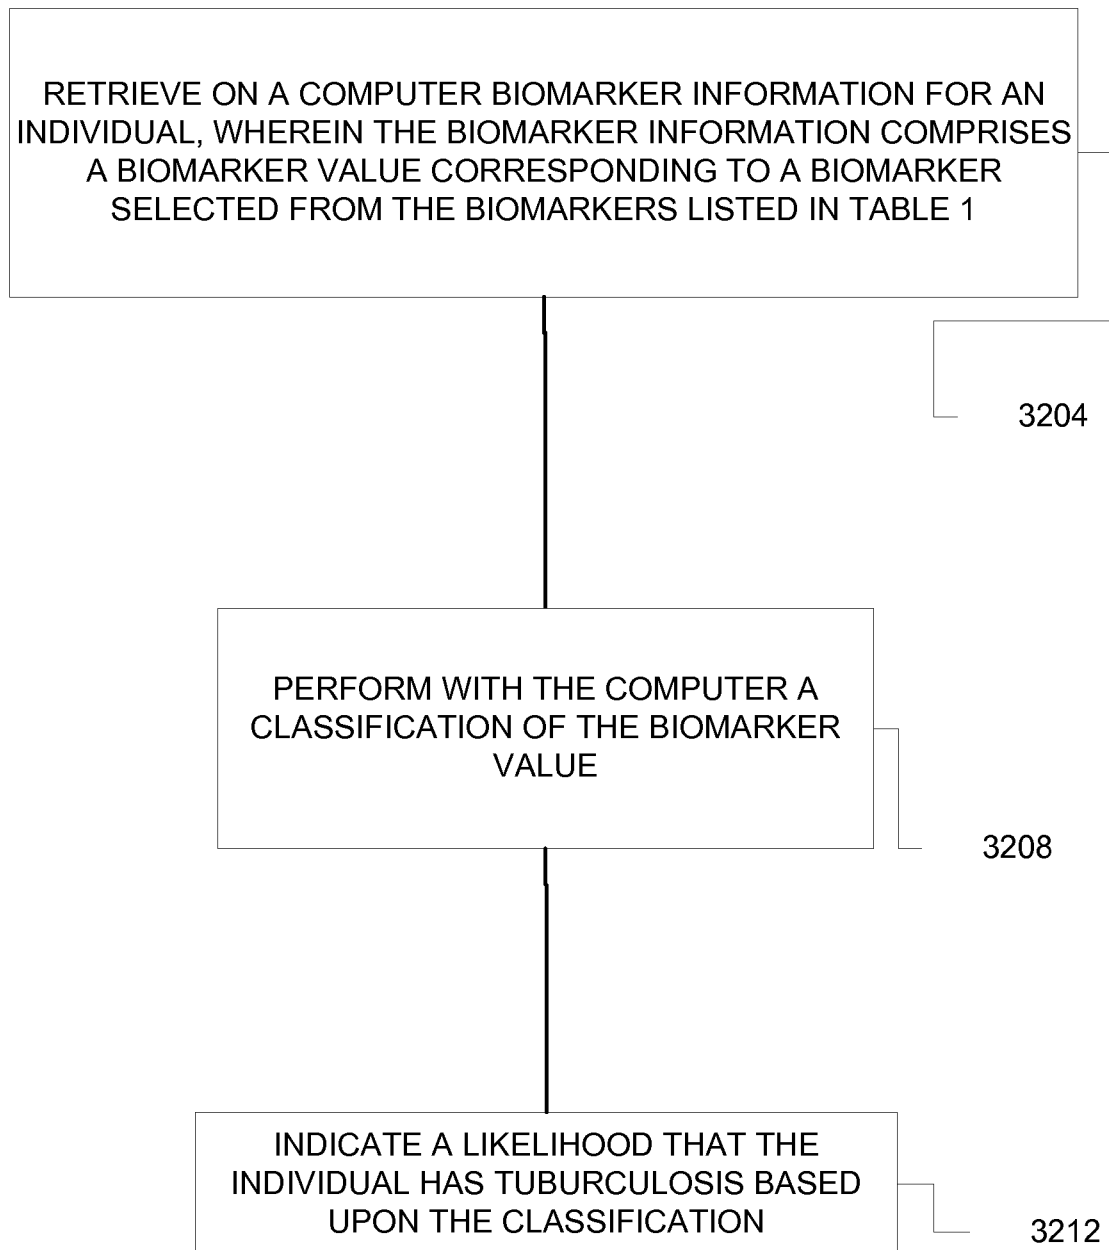 RETRIEVE ON A COMPUTER BIOMARKER INFORMATION FOR AN
INDIVIDUAL, WHEREIN THE BIOMARKER INFORMATION COMPRISES
A BIOMARKER VALUE CORRESPONDING TO A BIOMARKER
SELECTED FROM THE BIOMARKERS LISTED IN TABLE 1
3204
PERFORM WITH THE COMPUTER A
CLASSIFICATION OF THE BIOMARKER
VALUE
3208
INDICATE A LIKELIHOOD THAT THE
INDIVIDUAL HAS TUBURCULOSIS BASED
UPON THE CLASSIFICATION
3212